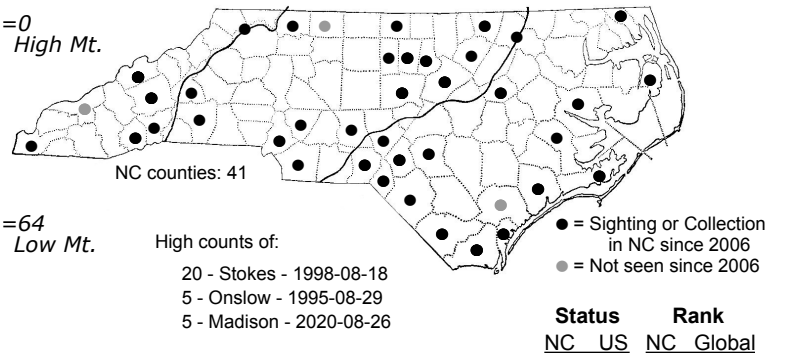 =0
High Mt.
NC counties: 41
=64
Low Mt.
High counts of:
20 - Stokes - 1998-08-18
5 - Onslow - 1995-08-29
5 - Madison - 2020-08-26
= Sighting or Collection
in NC since 2006
= Not seen since 2006
Status Rank
NC US NC Global